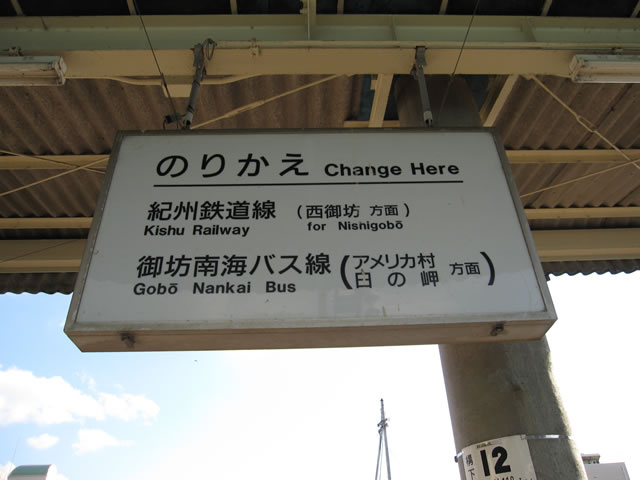 のりかえ Change Here
紀州鉄道線 (西御坊 方面)
Kishu Railway for Nishigobō
御坊南海バス線 (アメリカ村 臼の岬 方面)
Gobō Nankai Bus
構下
12